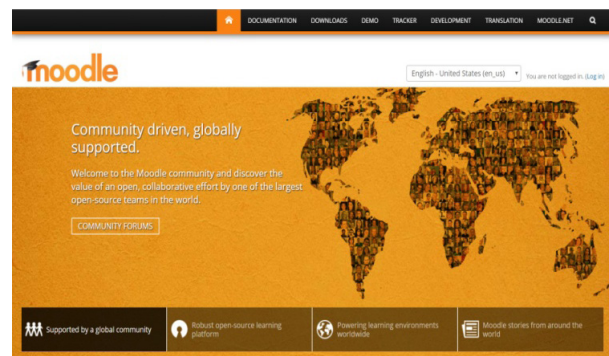 DOCUMENTATION DOWNLOADS DEMO TRACKER DEVELOPMENT TRANSLATION MOODLE.NET
moodle
English - United States (en_us)
You are not logged in. (Log in)
Community driven, globally
supported.
Welcome to the Moodle community and discover the
value of an open, collaborative effort by one of the largest
open-source teams in the world.
COMMUNITY FORUMS
Supported by a global community
Robust open-source learning
platform
Powering learning environments
worldwide
Moodle stories from around the
world